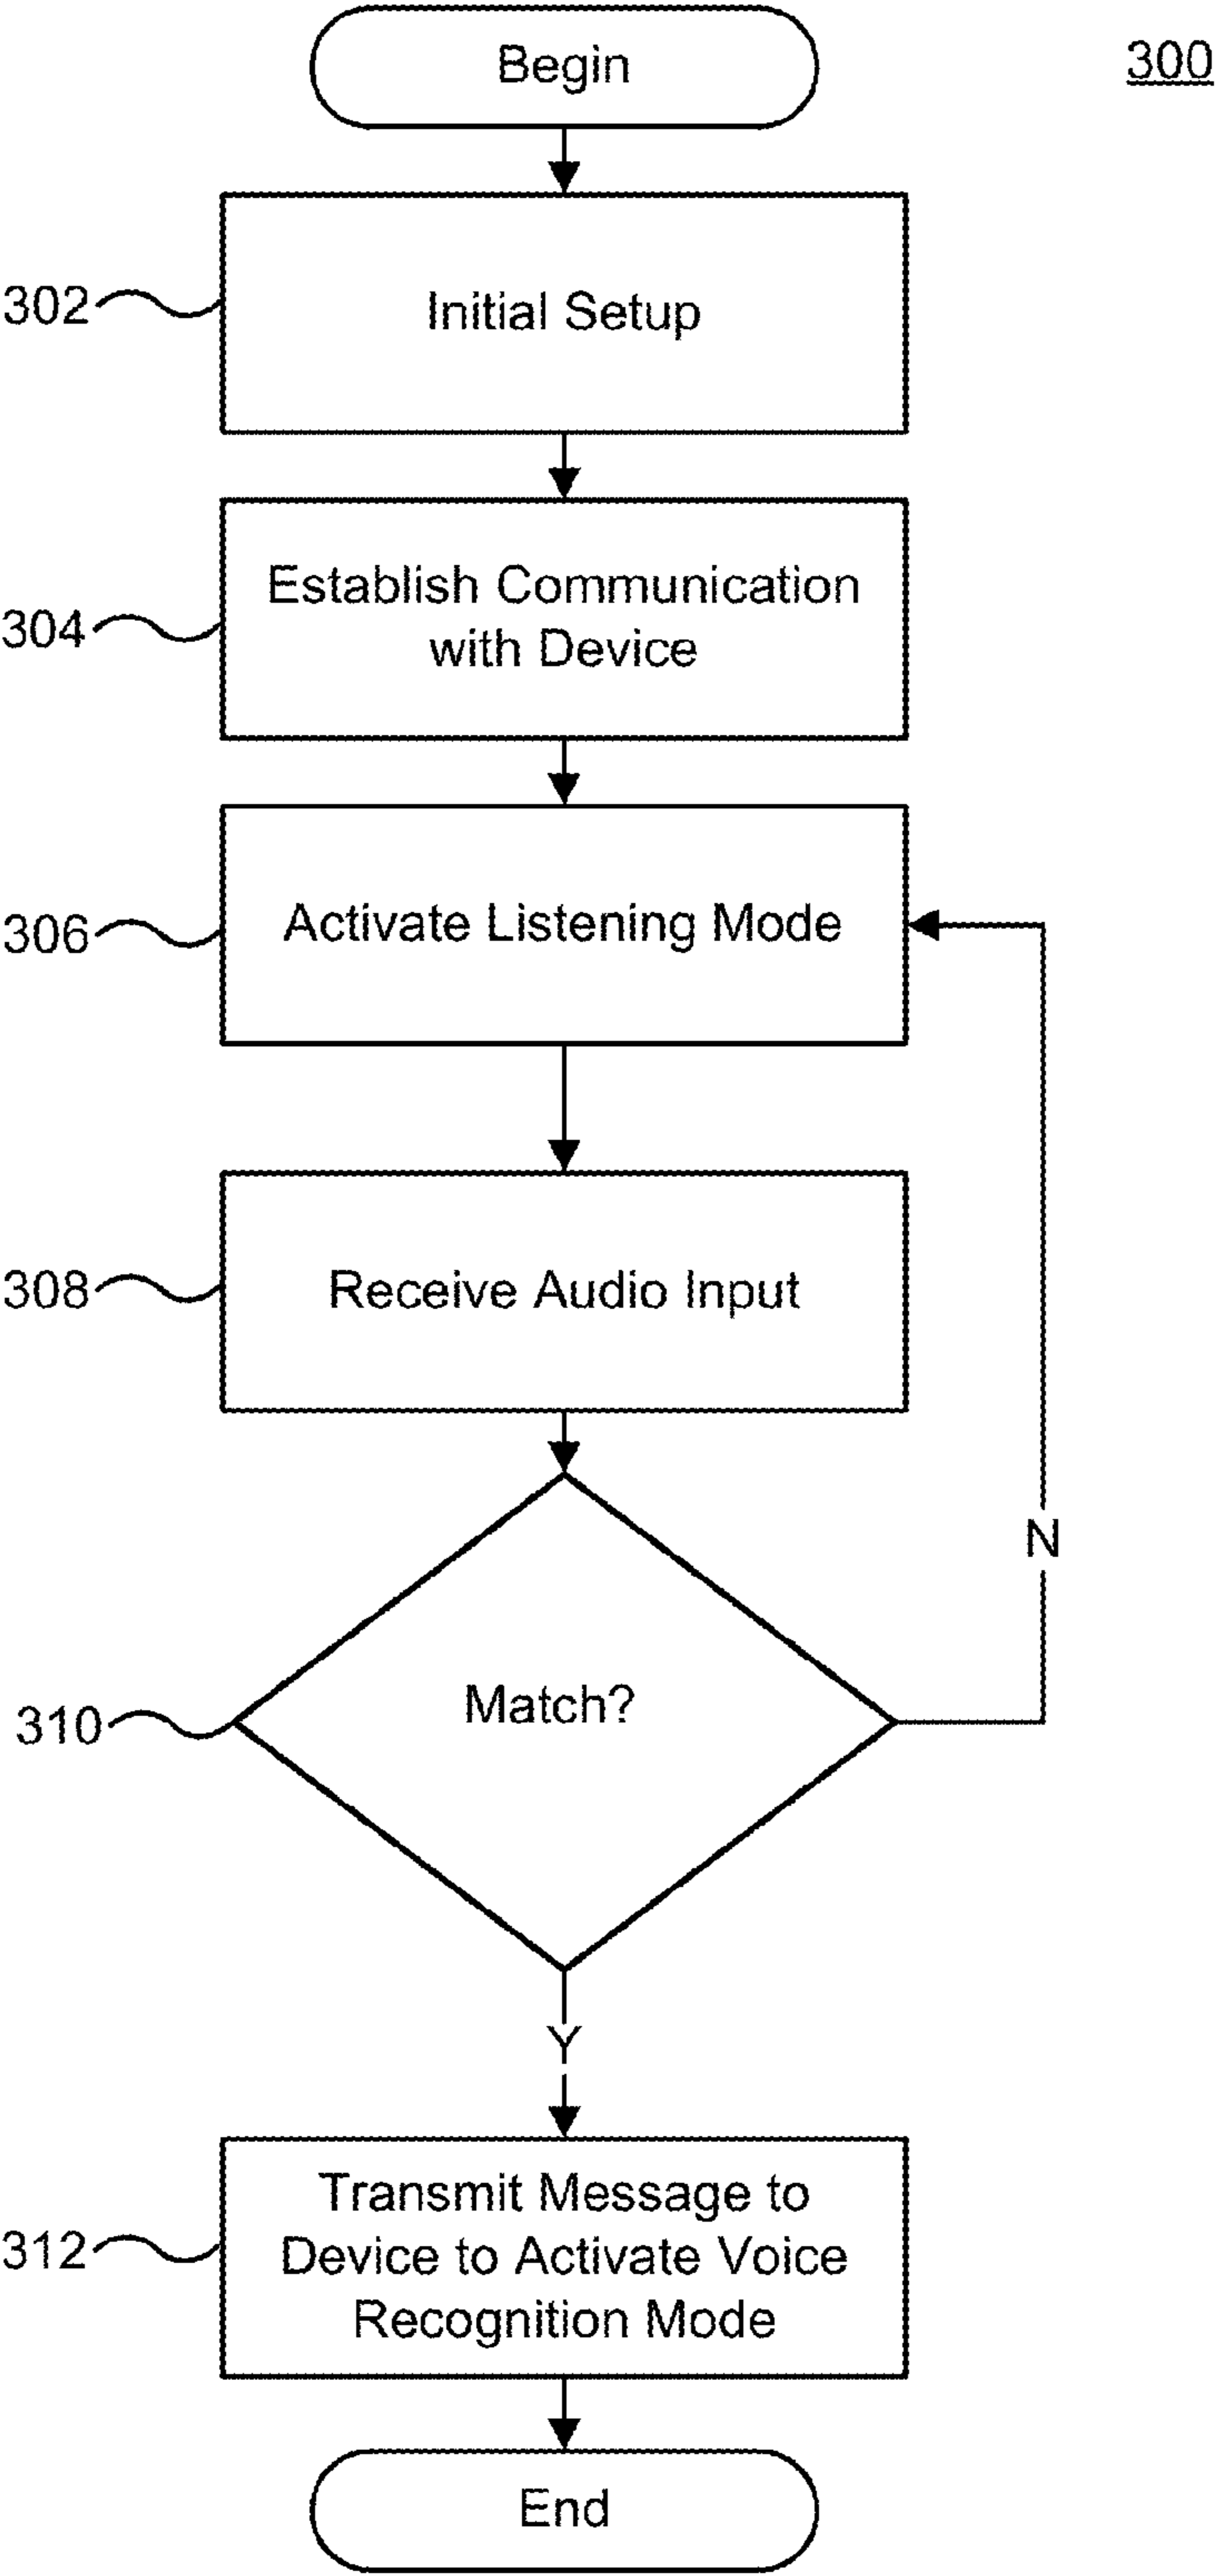 Begin
300
302
Initial Setup
Establish Communication
with Device
304
306
Activate Listening Mode
308
Receive Audio Input
N
310
Match?
Y
Transmit Message to
312
Device to Activate Voice
Recognition Mode
End